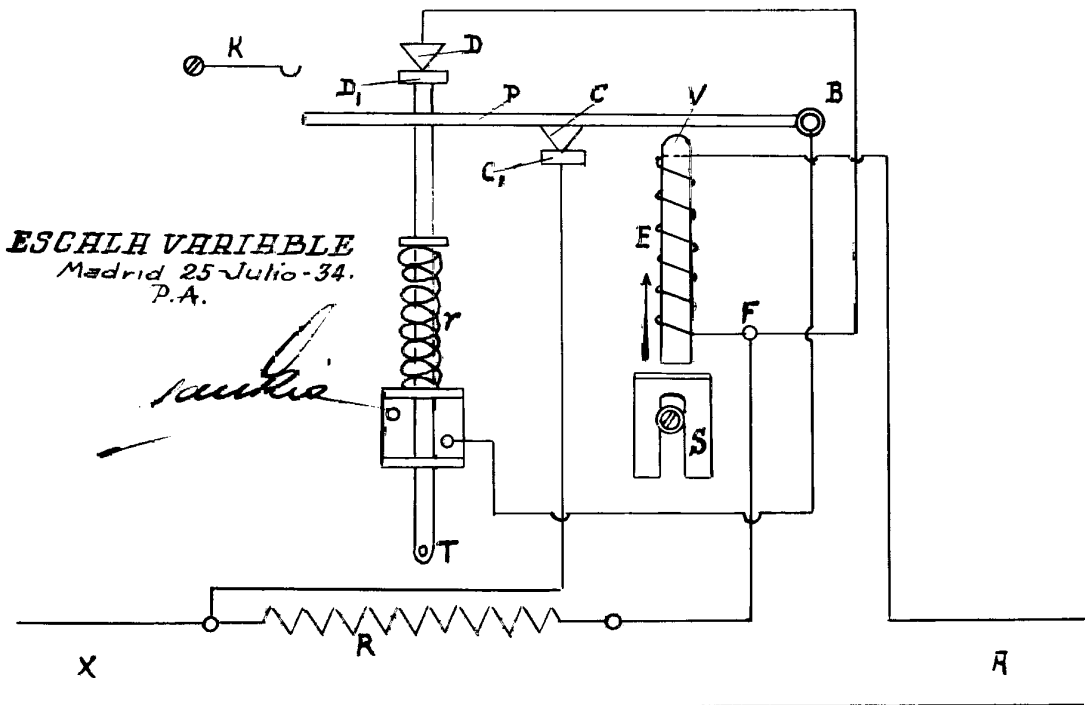 K
D
D₁
P
C
V
B
C₁
E
ESCALA VARIABLE
Madrid 25-Julio-34.
P.A.
r
F
S
T
R
X
A